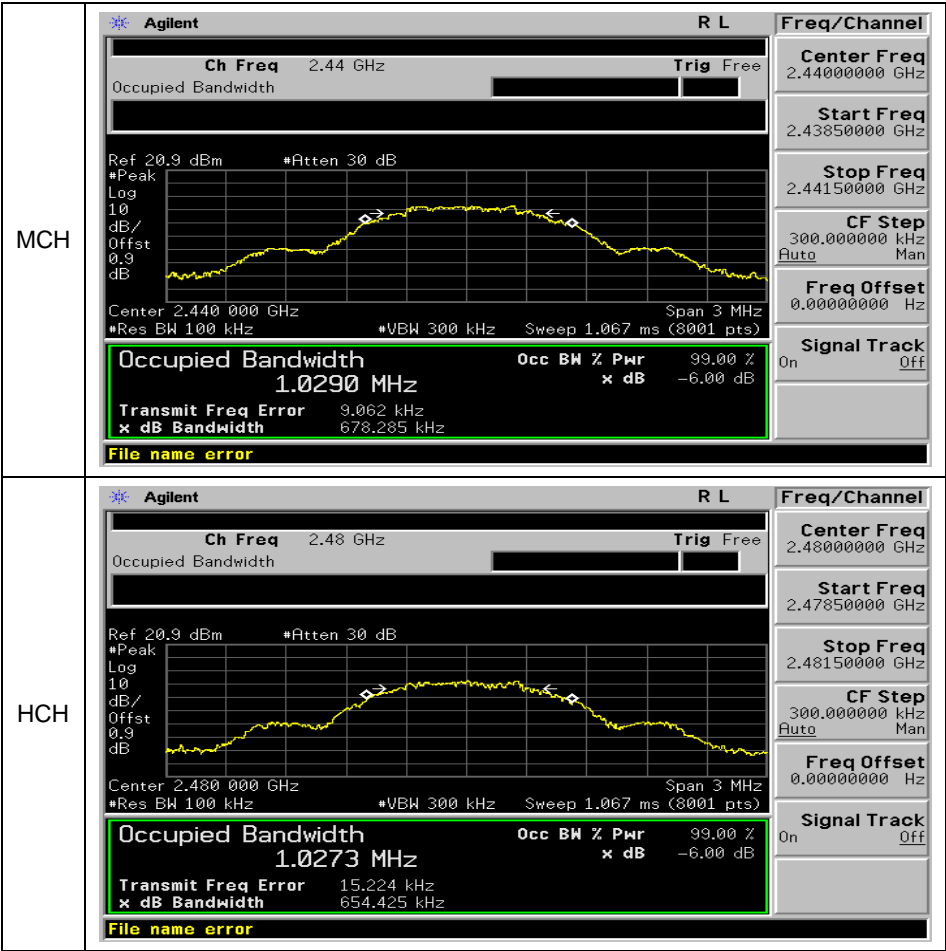 MCH
Agilent R L Freq/Channel
Ch Freq 2.44 GHz Trig Free
Occupied Bandwidth
Center Freq
2.44000000 GHz
Start Freq
2.43850000 GHz
Stop Freq
2.44150000 GHz
CF Step
300.000000 kHz
Auto Man
Freq Offset
0.00000000 Hz
Signal Track
On Off
Ref 20.9 dBm #Atten 30 dB
#Peak
Log
10
dB/
Offst
0.9
dB
Center 2.440 000 GHz Span 3 MHz
#Res BW 100 kHz #VBW 300 kHz Sweep 1.067 ms (8001 pts)
Occupied Bandwidth Occ BW % Pwr 99.00 %
1.0290 MHz x dB -6.00 dB
Transmit Freq Error 9.062 kHz
x dB Bandwidth 678.285 kHz
File name error
HCH
Agilent R L Freq/Channel
Ch Freq 2.48 GHz Trig Free
Occupied Bandwidth
Center Freq
2.48000000 GHz
Start Freq
2.47850000 GHz
Stop Freq
2.48150000 GHz
CF Step
300.000000 kHz
Auto Man
Freq Offset
0.00000000 Hz
Signal Track
On Off
Ref 20.9 dBm #Atten 30 dB
#Peak
Log
10
dB/
Offst
0.9
dB
Center 2.480 000 GHz Span 3 MHz
#Res BW 100 kHz #VBW 300 kHz Sweep 1.067 ms (8001 pts)
Occupied Bandwidth Occ BW % Pwr 99.00 %
1.0273 MHz x dB -6.00 dB
Transmit Freq Error 15.224 kHz
x dB Bandwidth 654.425 kHz
File name error